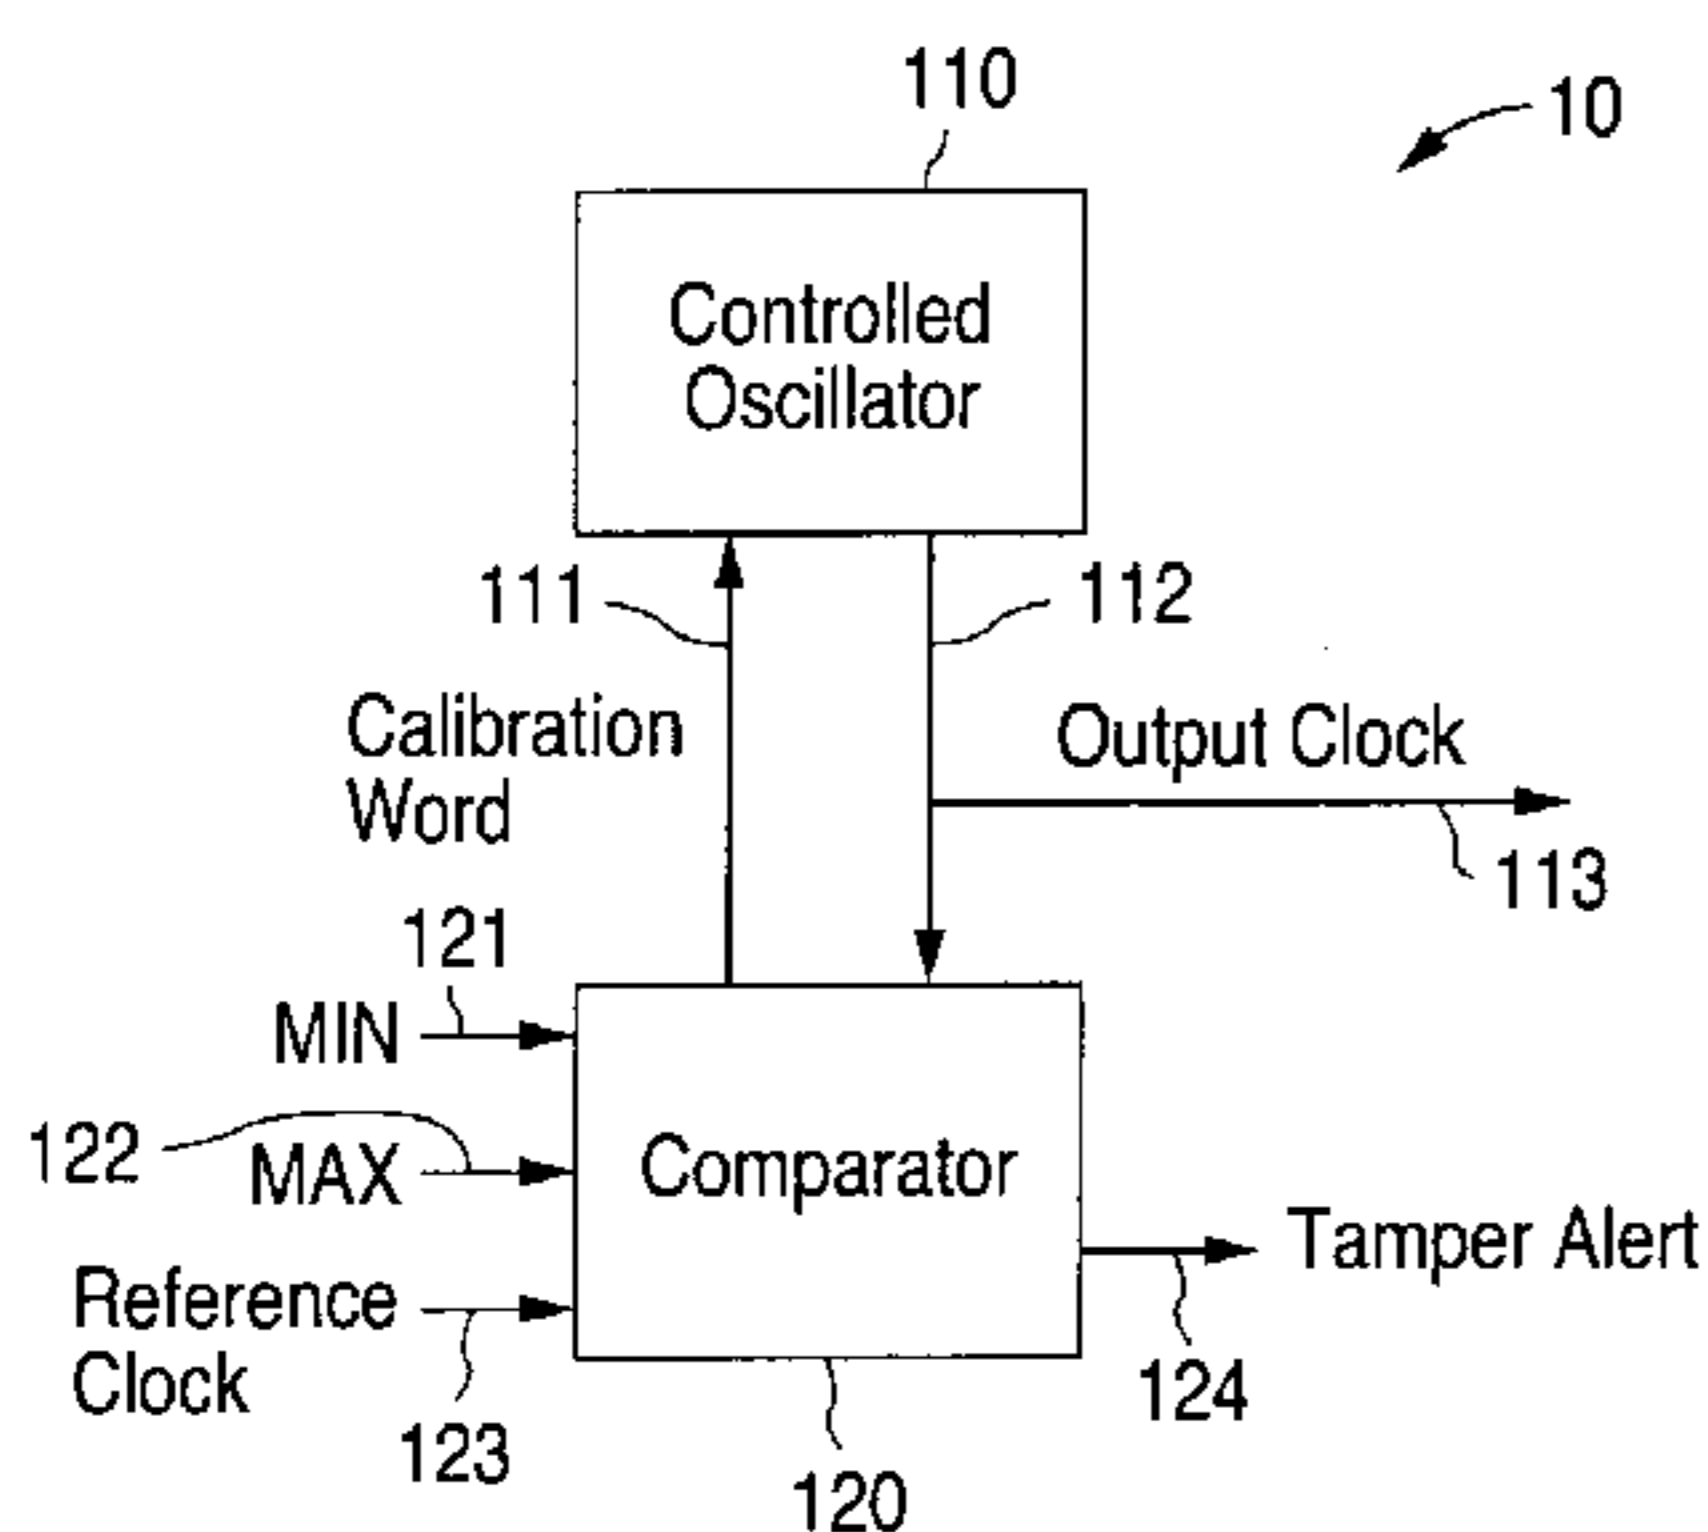 110
10
Controlled
Oscillator
111
112
Calibration
Word
Output Clock
113
121
MIN
122
MAX
Comparator
Reference
Clock
Tamper Alert
123
124
120